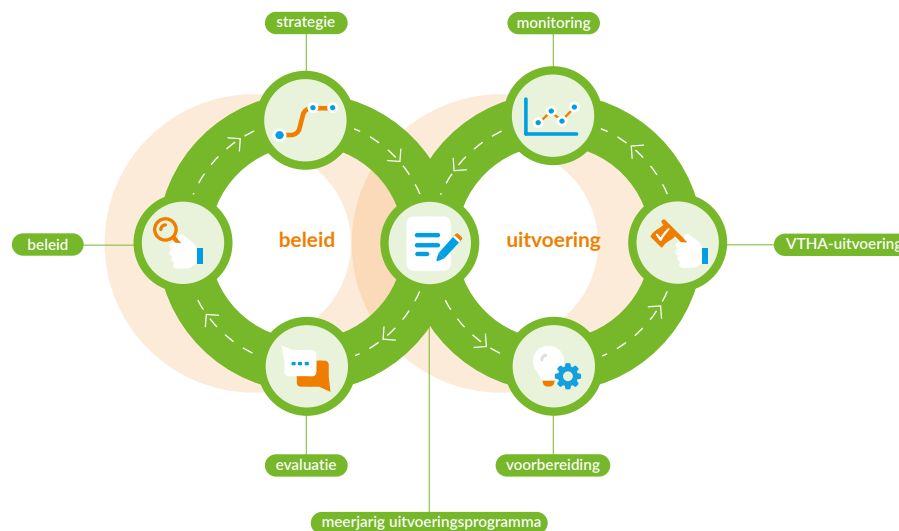 strategie
monitoring
beleid
beleid
uitvoering
VTHA-uitvoering
evaluatie
voorbereiding
meerjarig uitvoeringsprogramma